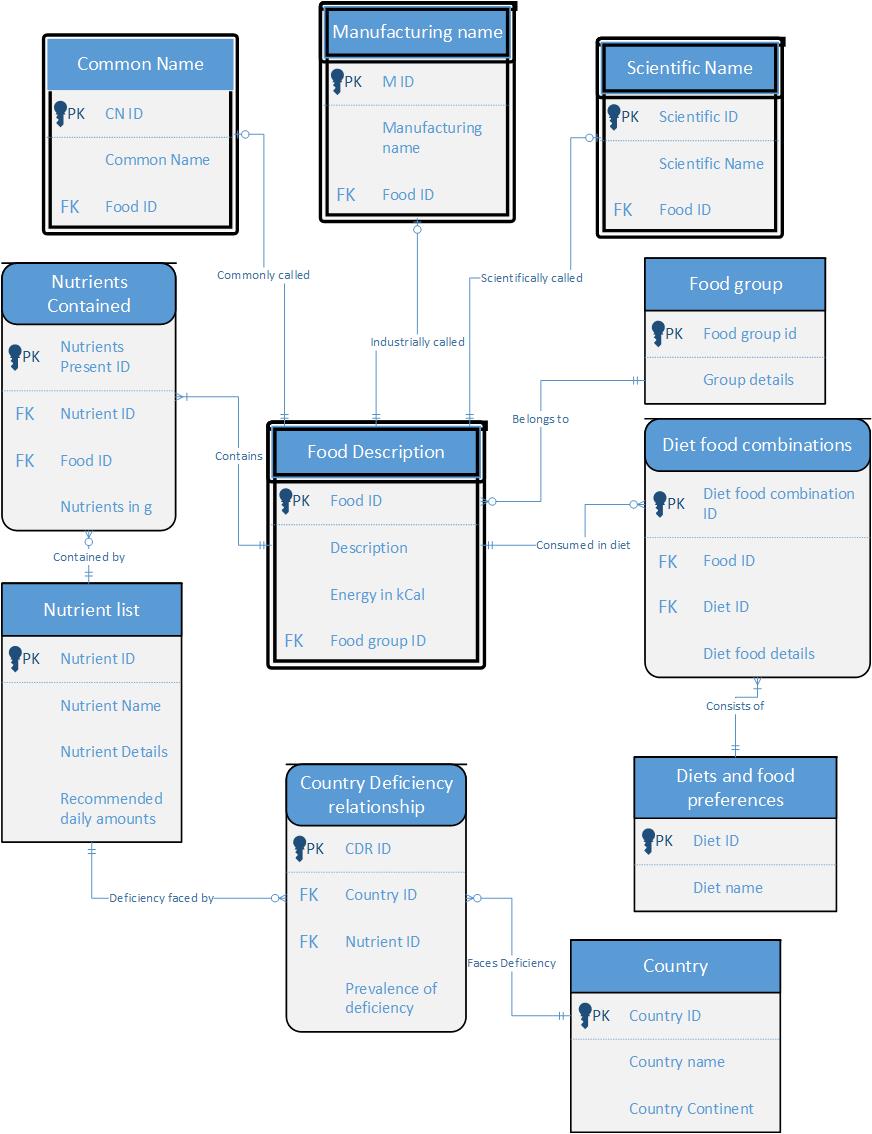 Common Name
PK CN ID
Common Name
FK Food ID
Manufacturing name
PK M ID
Manufacturing
name
FK Food ID
Scientific Name
PK Scientific ID
Scientific Name
FK Food ID
Commonly called
Industrially called
Scientifically called
Nutrients
Contained
PK Nutrients
Present ID
FK Nutrient ID
FK Food ID
Nutrients in g
Contains
Contained by
Food group
PK Food group id
Group details
Belongs to
Food Description
PK Food ID
Description
Energy in kCal
FK Food group ID
Consumed in diet
Diet food combinations
PK Diet food combination
ID
FK Food ID
FK Diet ID
Diet food details
Consists of
Nutrient list
PK Nutrient ID
Nutrient Name
Nutrient Details
Recommended
daily amounts
Deficiency faced by
Country Deficiency
relationship
PK CDR ID
FK Country ID
FK Nutrient ID
Prevalence of
deficiency
Faces Deficiency
Diets and food
preferences
PK Diet ID
Diet name
Country
PK Country ID
Country name
Country Continent